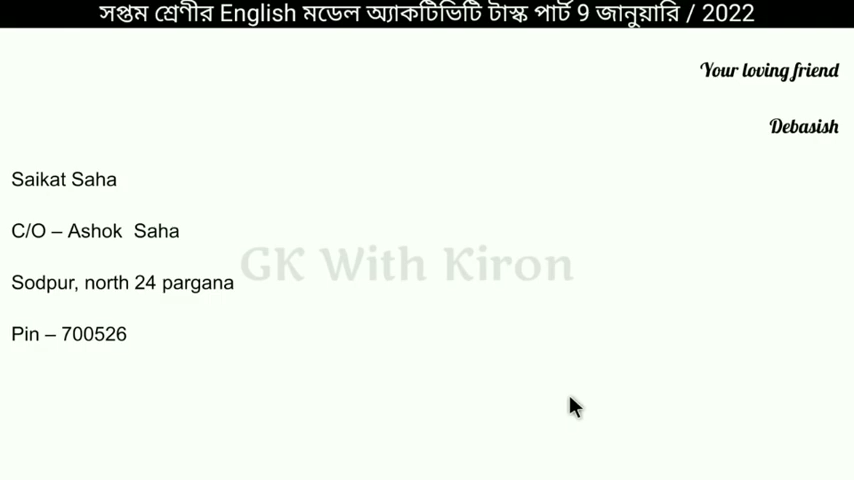 সপ্তম শ্রেণীর English মডেল অ্যাকটিভিটি টাস্ক পার্ট 9 জানুয়ারি / 2022
Your loving friend
Debasish
Saikat Saha
C/O – Ashok Saha
GK With Kiron
Sodpur, north 24 pargana
Pin – 700526